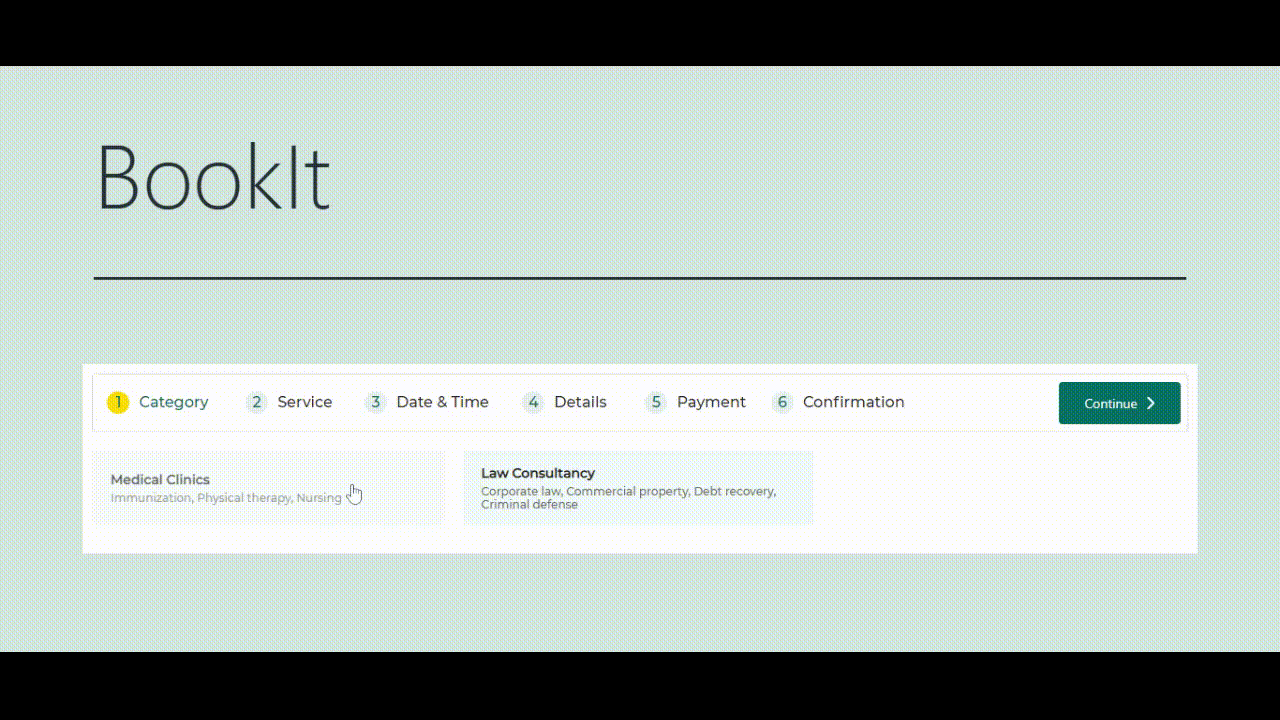 BookIt
1 Category 2 Service 3 Date & Time 4 Details 5 Payment 6 Confirmation Continue
Medical Clinics
Immunization, Physical therapy, Nursing
Law Consultancy
Corporate law, Commercial property, Debt recovery,
Criminal defense